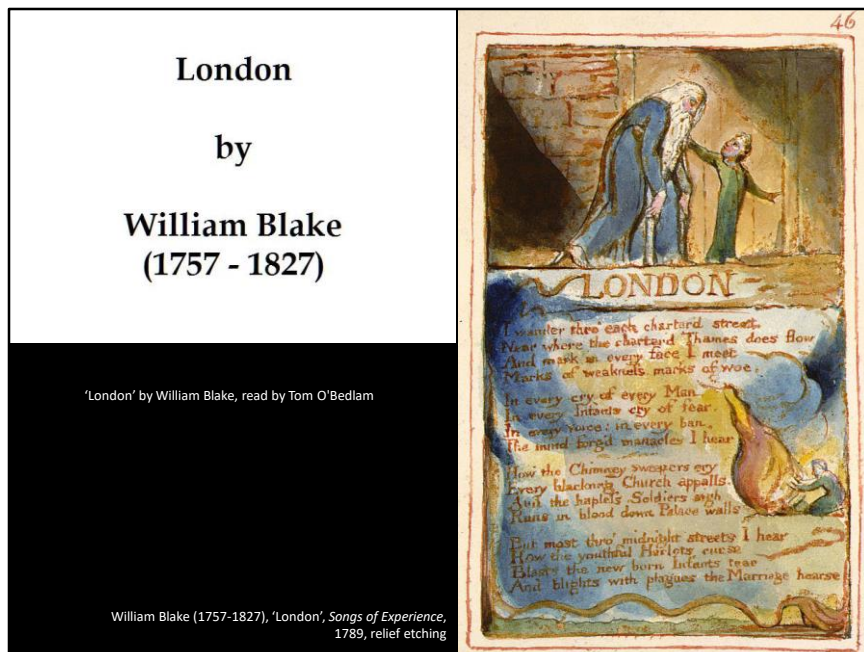 London
by
William Blake
(1757 - 1827)
‘London’ by William Blake, read by Tom O'Bedlam
William Blake (1757-1827), ‘London’, Songs of Experience,
1789, relief etching
46
LONDON
I wander thro' each charter'd street,
Near where the charter'd Thames does flow
And mark in every face I meet
Marks of weakness, marks of woe.
In every cry of every Man,
In every Infants cry of fear,
In every voice; in every ban,
The mind-forg'd manacles I hear
How the Chimney-sweepers cry
Every blackning Church appalls,
And the hapless Soldiers sigh
Runs in blood down Palace walls
But most thro' midnight streets I hear
How the youthful Harlots curse
Blasts the new-born Infants tear
And blights with plagues the Marriage hearse